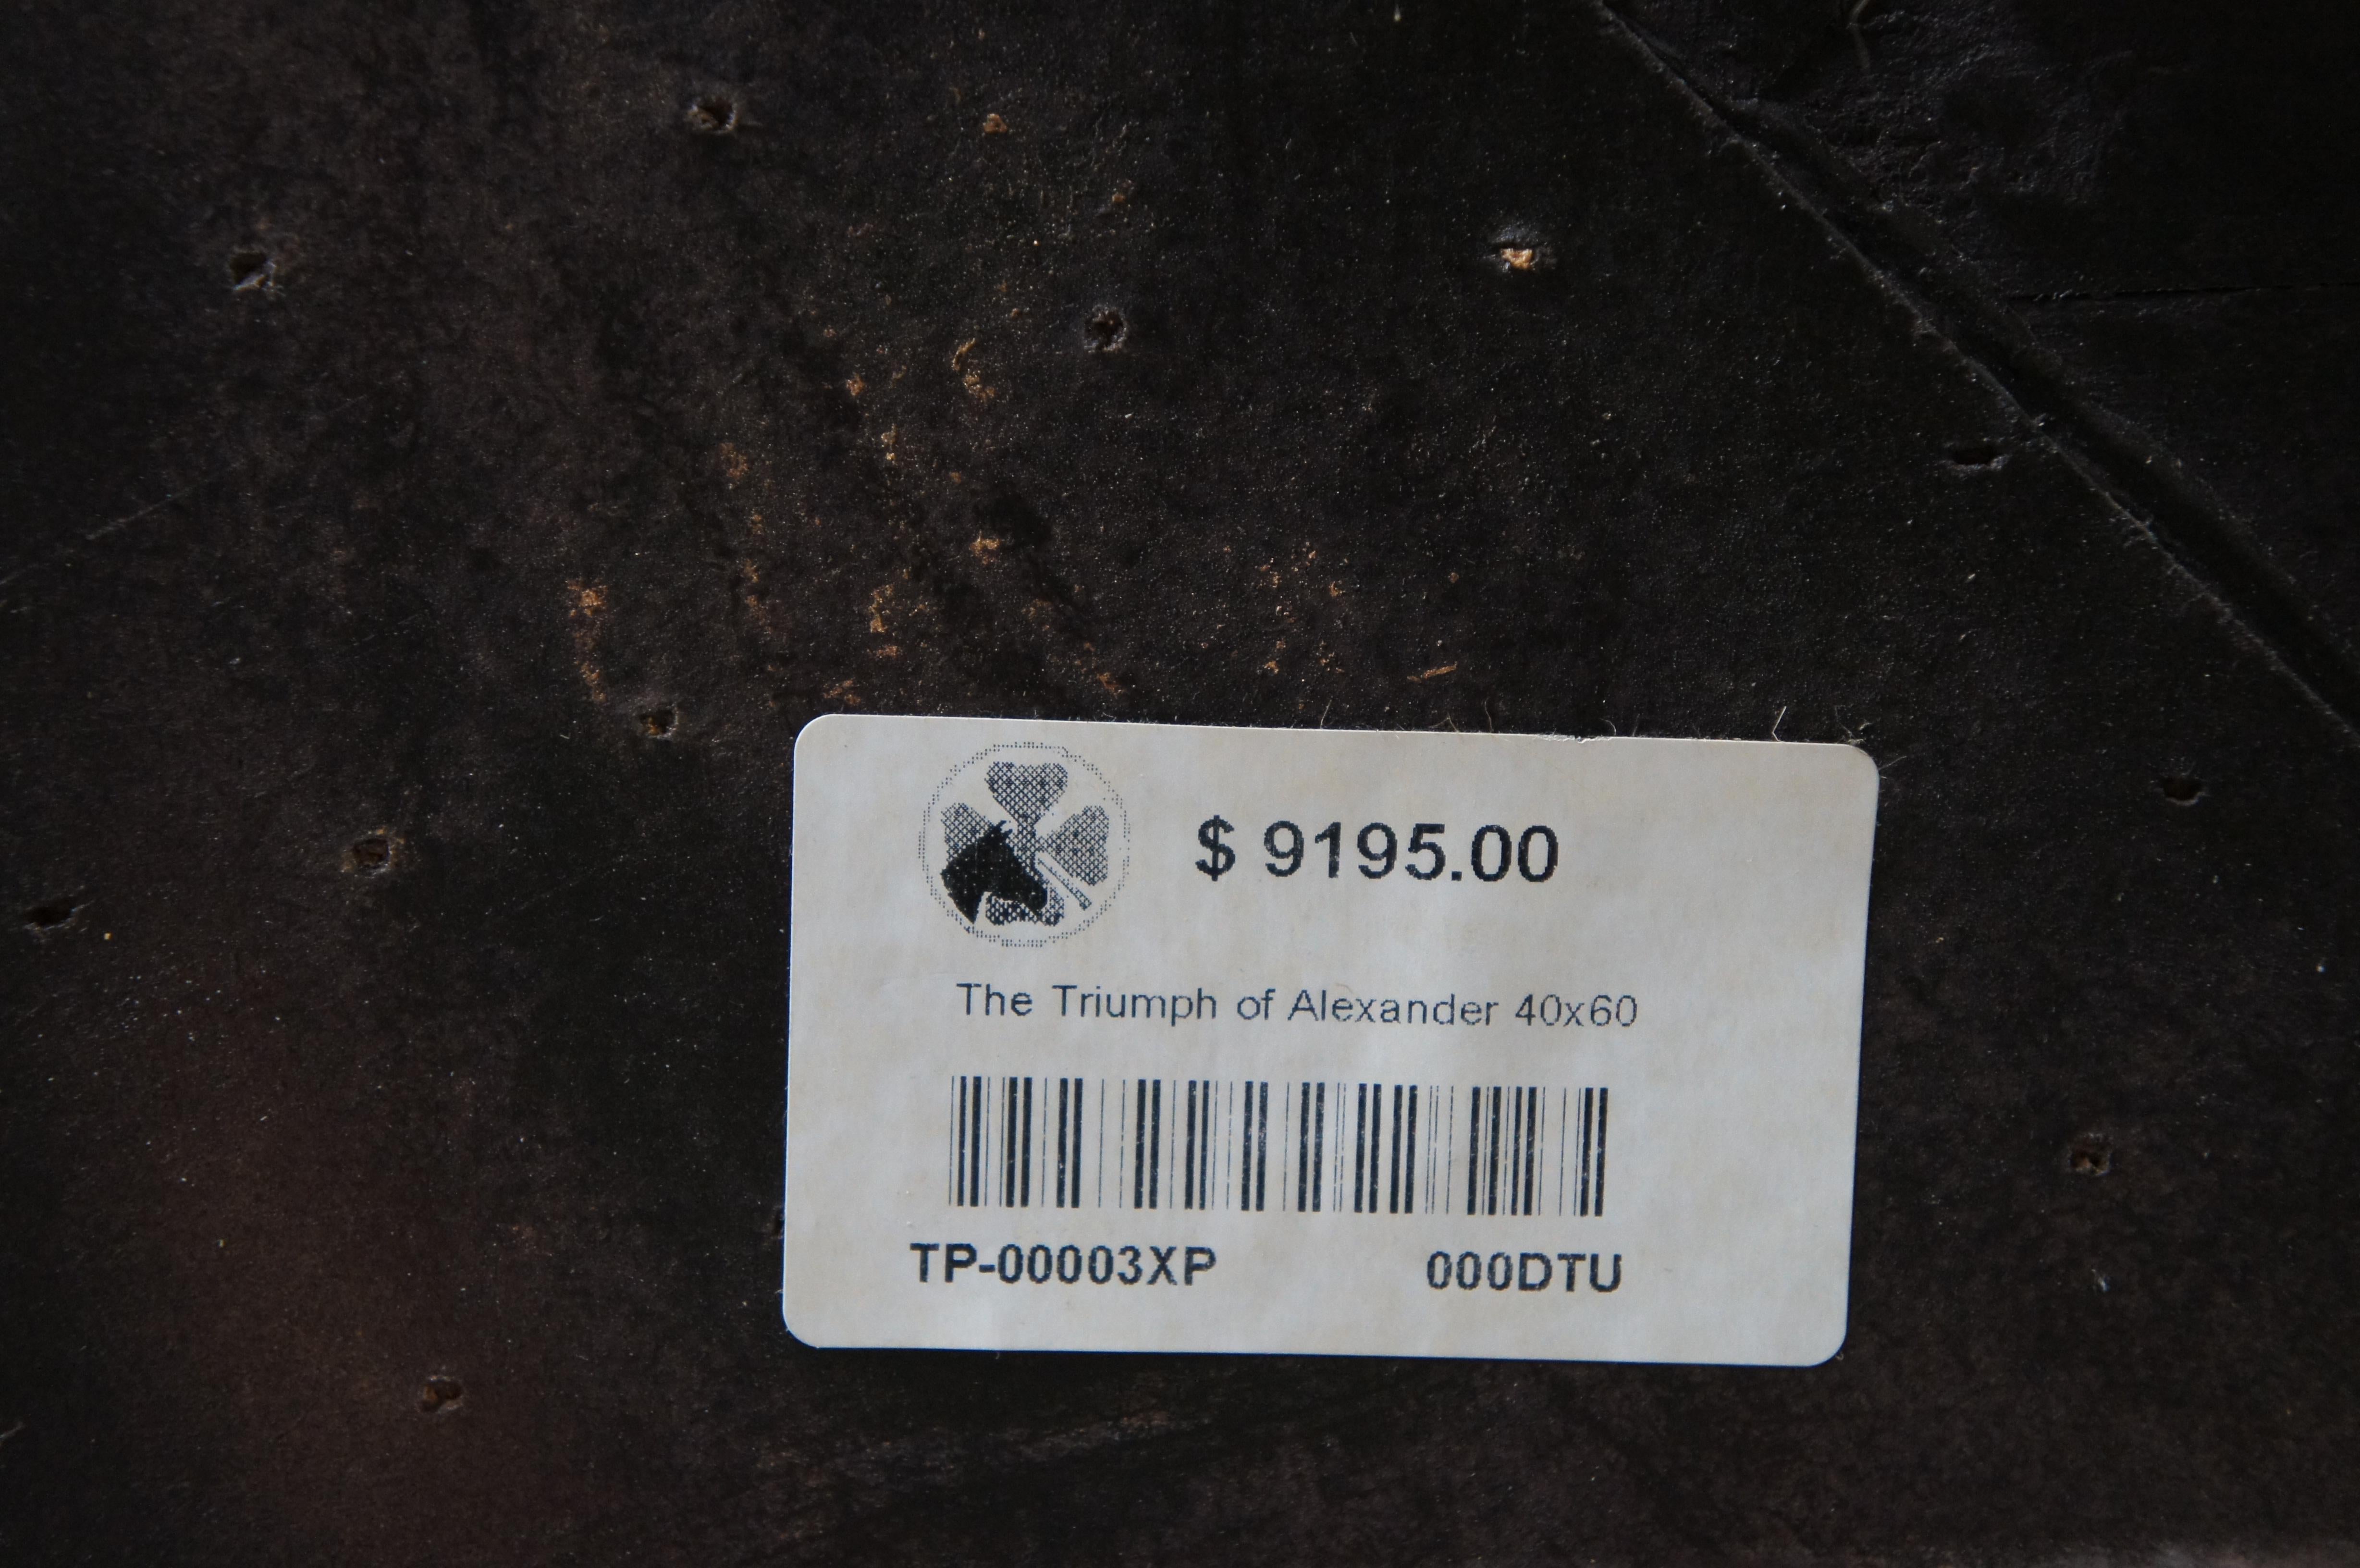 $ 9195.00
The Triumph of Alexander 40x60
TP-00003XP 000DTU